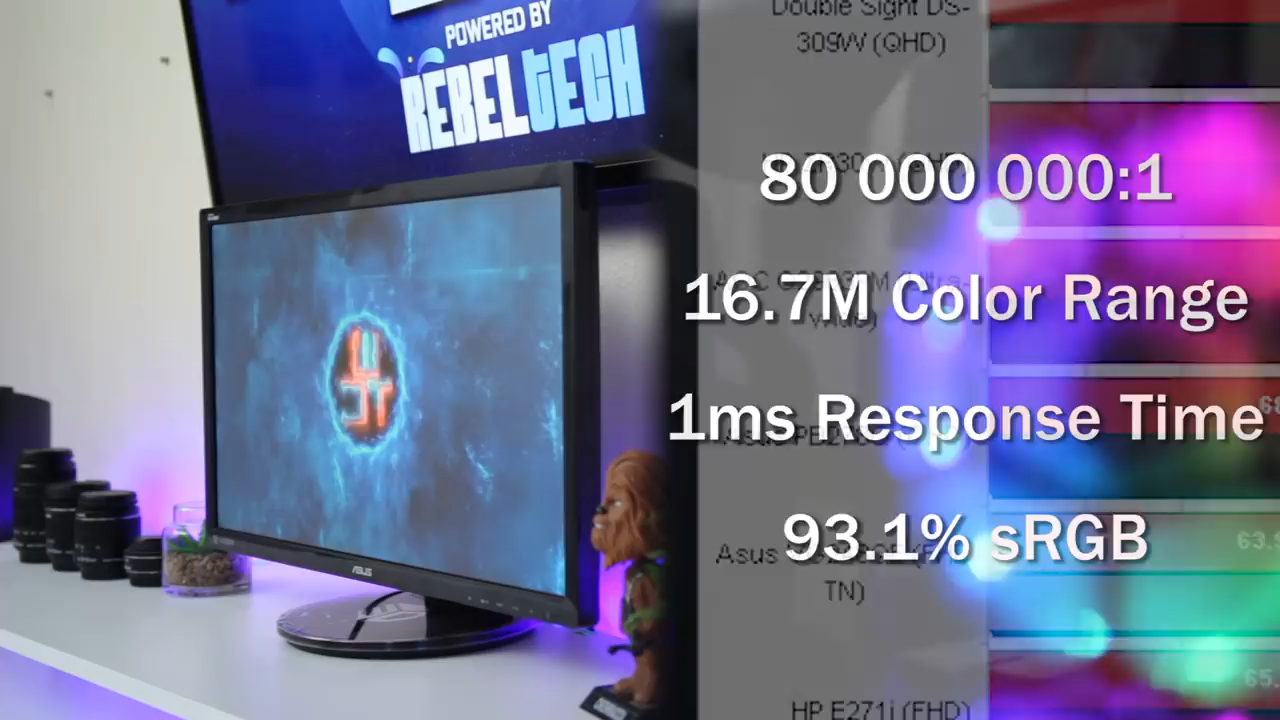 POWERED BY
REBELTECH
ASUS
Double Sight DS-
309W (QHD)
80 000 000:1
16.7M Color Range
1ms Response Time
93.1% sRGB
Asus
TN)
HP E271i (FHD)